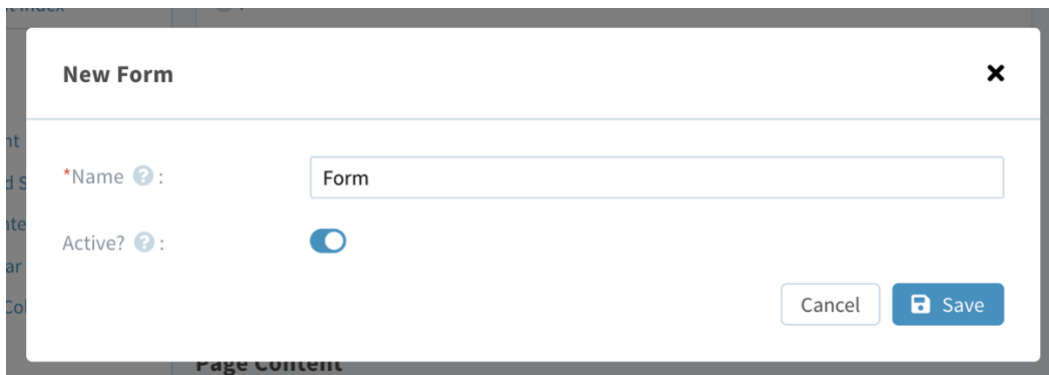 New Form
*Name ? :
Form
Active? ? :
Cancel
Save
Page Content